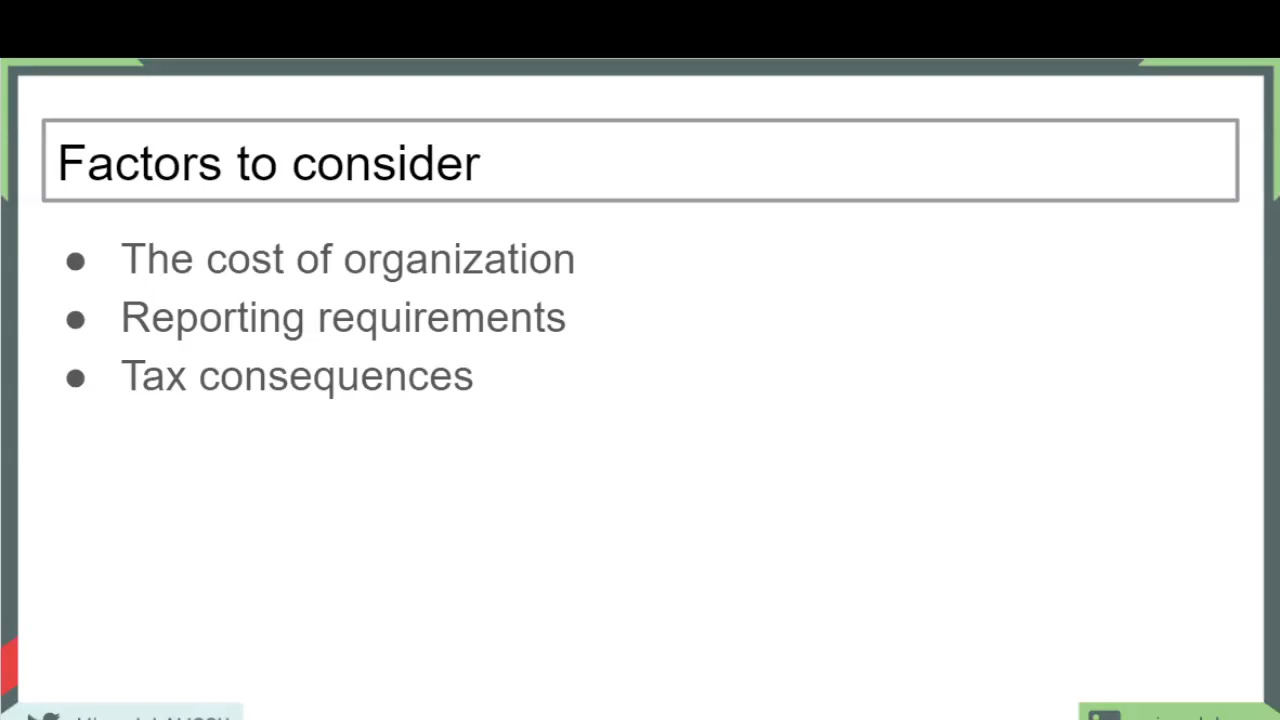 Factors to consider
● The cost of organization
● Reporting requirements
● Tax consequences